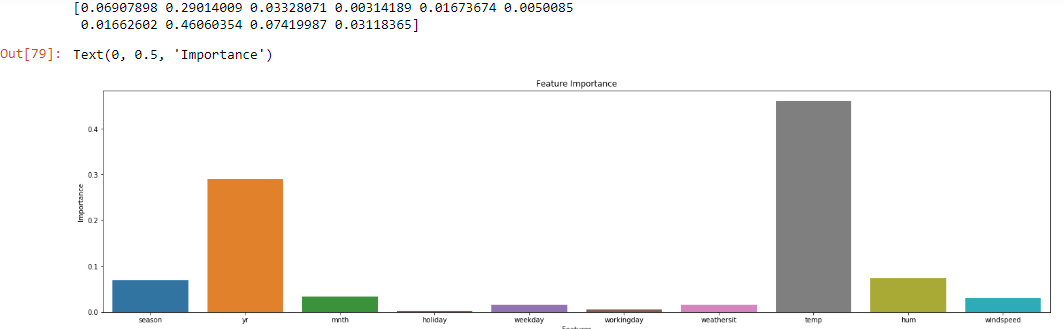 [0.06907898 0.29014009 0.03328071 0.00314189 0.01673674 0.0050085
0.01662602 0.46060354 0.07419987 0.03118365]
Out[79]: Text(0, 0.5, 'Importance')
Feature Importance
Importance
0.4
0.3
0.2
0.1
0.0
season yr mnth holiday weekday workingday weathersit temp hum windspeed